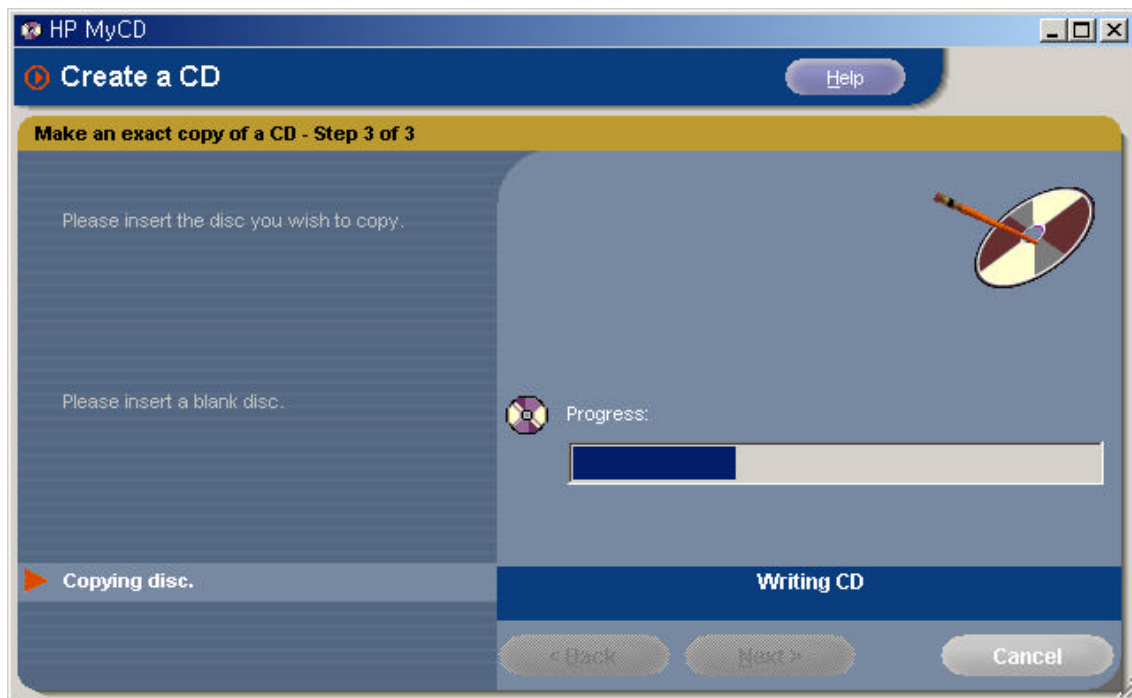 HP MyCD
Create a CD
Help
Make an exact copy of a CD - Step 3 of 3
Please insert the disc you wish to copy.
Please insert a blank disc.
Progress:
Copying disc.
Writing CD
< Back
Next >
Cancel